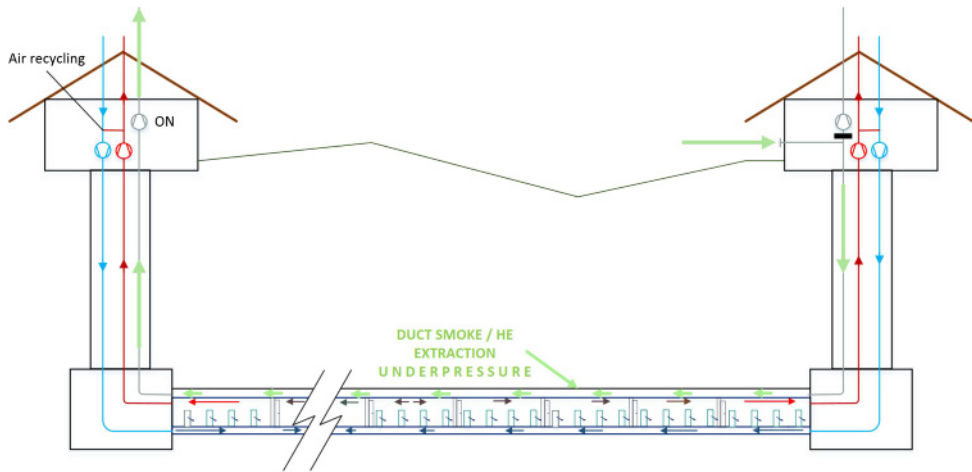 Air recycling
ON
DUCT SMOKE / HE
EXTRACTION
UNDERPRESSURE